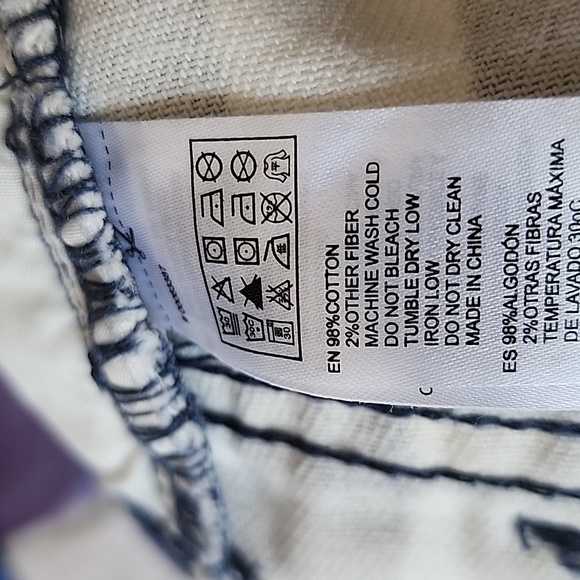 EN 98%COTTON
2%OTHER FIBER
MACHINE WASH COLD
DO NOT BLEACH
TUMBLE DRY LOW
IRON LOW
DO NOT DRY CLEAN
MADE IN CHINA
ES 98%ALGODÓN
2%OTRAS FIBRAS
TEMPERATURA MÁXIMA
DE LAVADO 30ºC
C
30